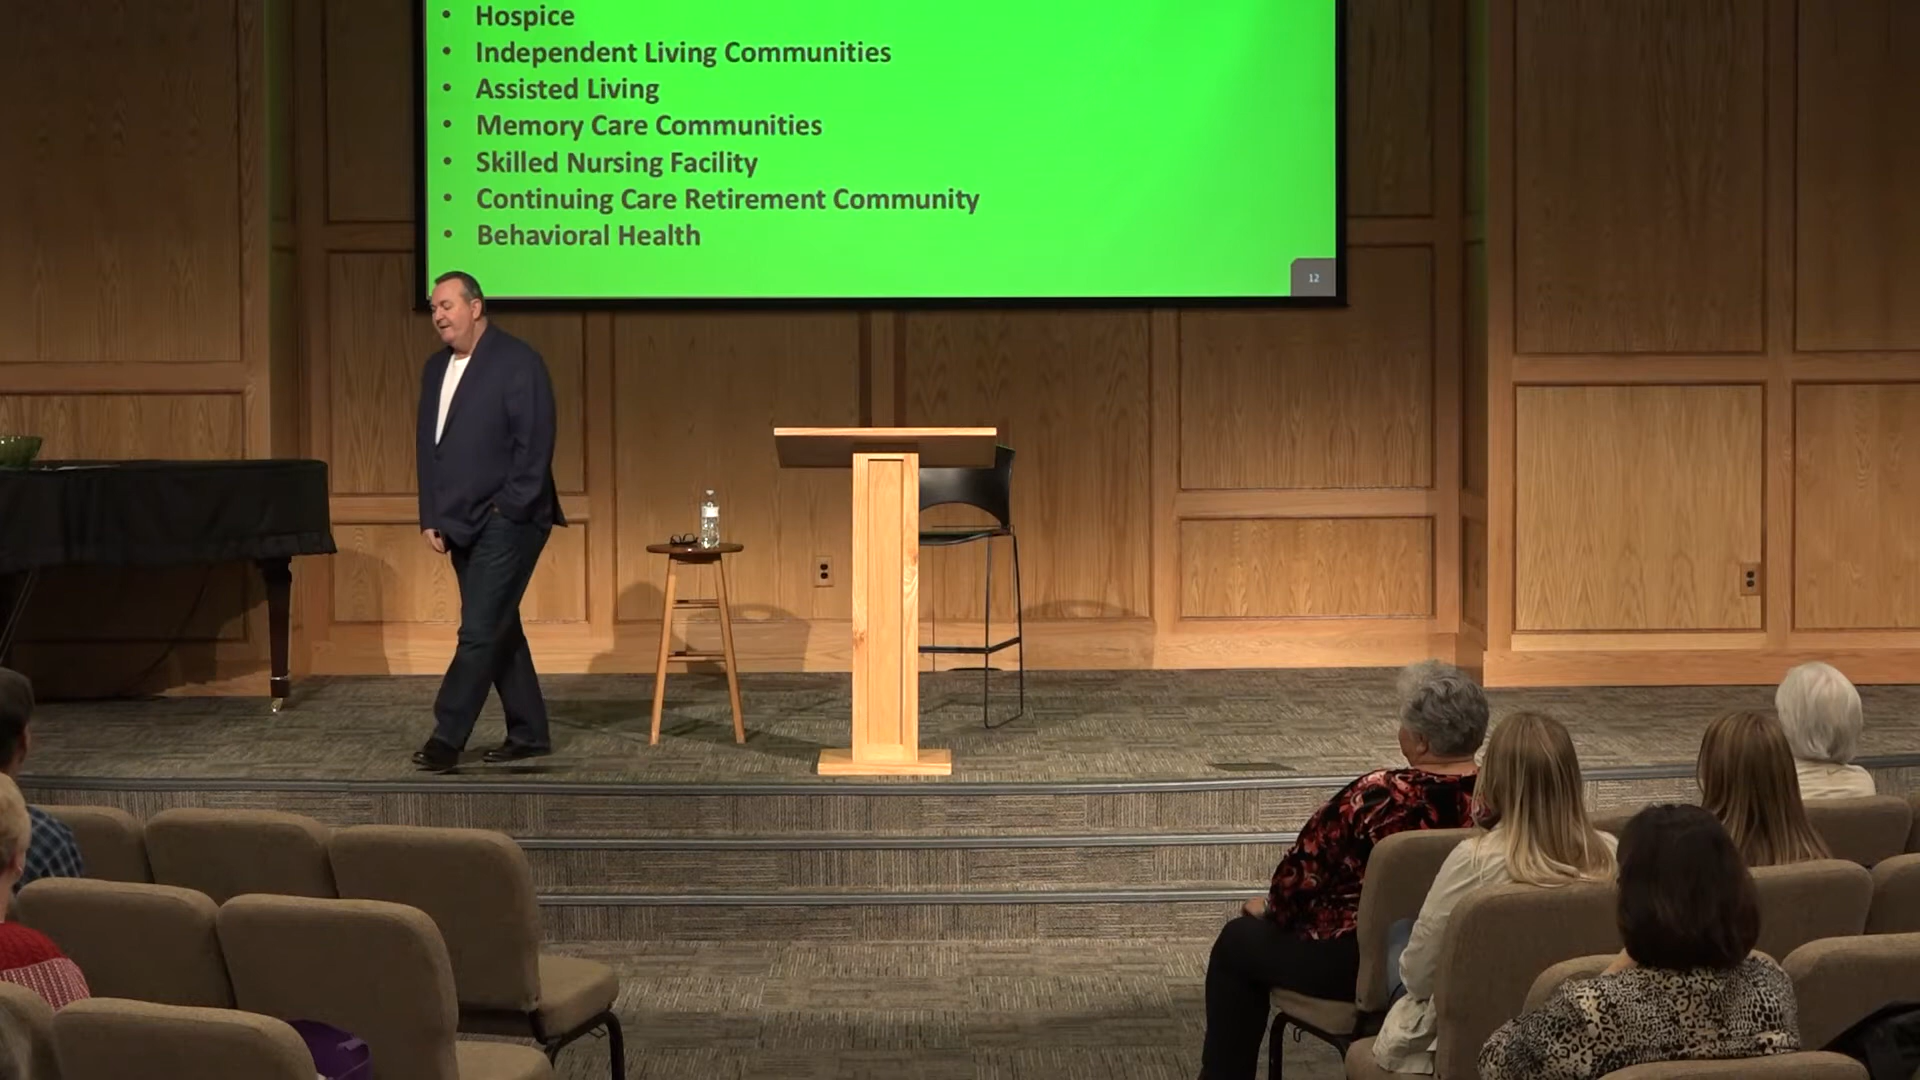 • Hospice
• Independent Living Communities
• Assisted Living
• Memory Care Communities
• Skilled Nursing Facility
• Continuing Care Retirement Community
• Behavioral Health
12